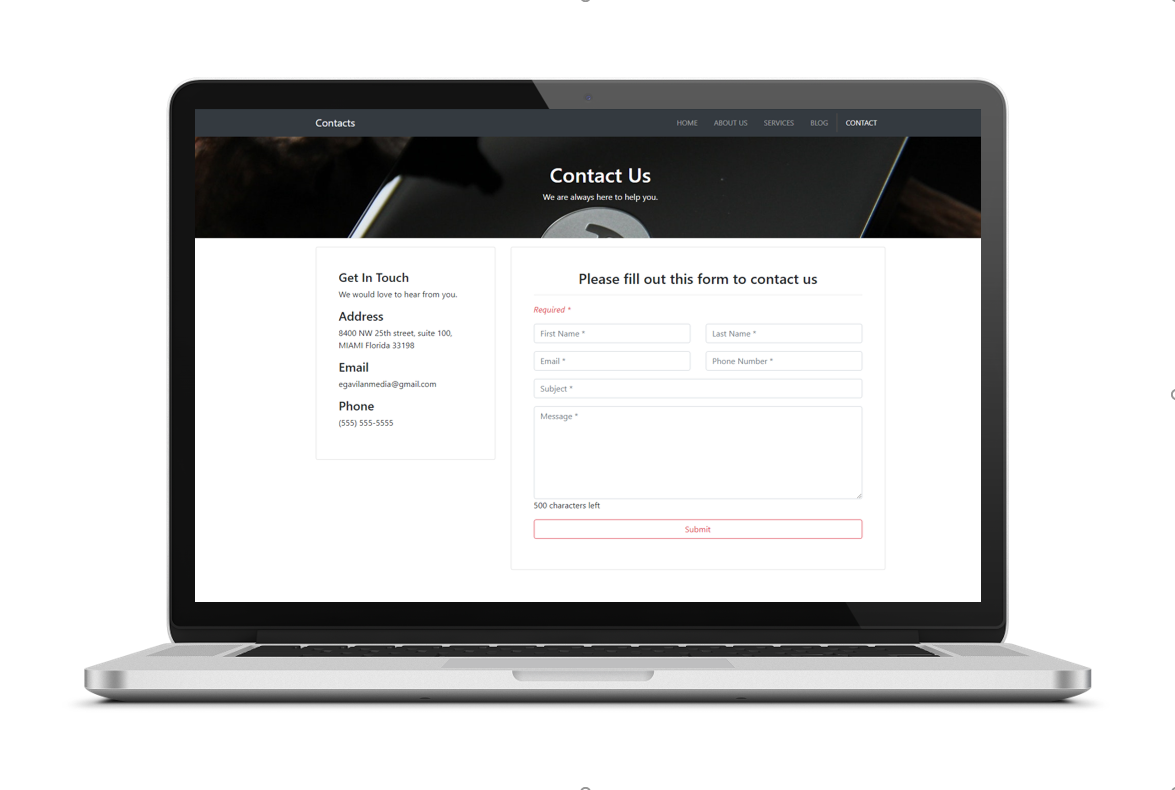 Contacts
HOME ABOUT US SERVICES BLOG CONTACT
Contact Us
We are always here to help you.
Get In Touch
We would love to hear from you.
Address
8400 NW 25th street, suite 100,
MIAMI Florida 33198
Email
egavilanmedia@gmail.com
Phone
(555) 555-5555
Please fill out this form to contact us
Required *
First Name *
Last Name *
Email *
Phone Number *
Subject *
Message *
500 characters left
Submit